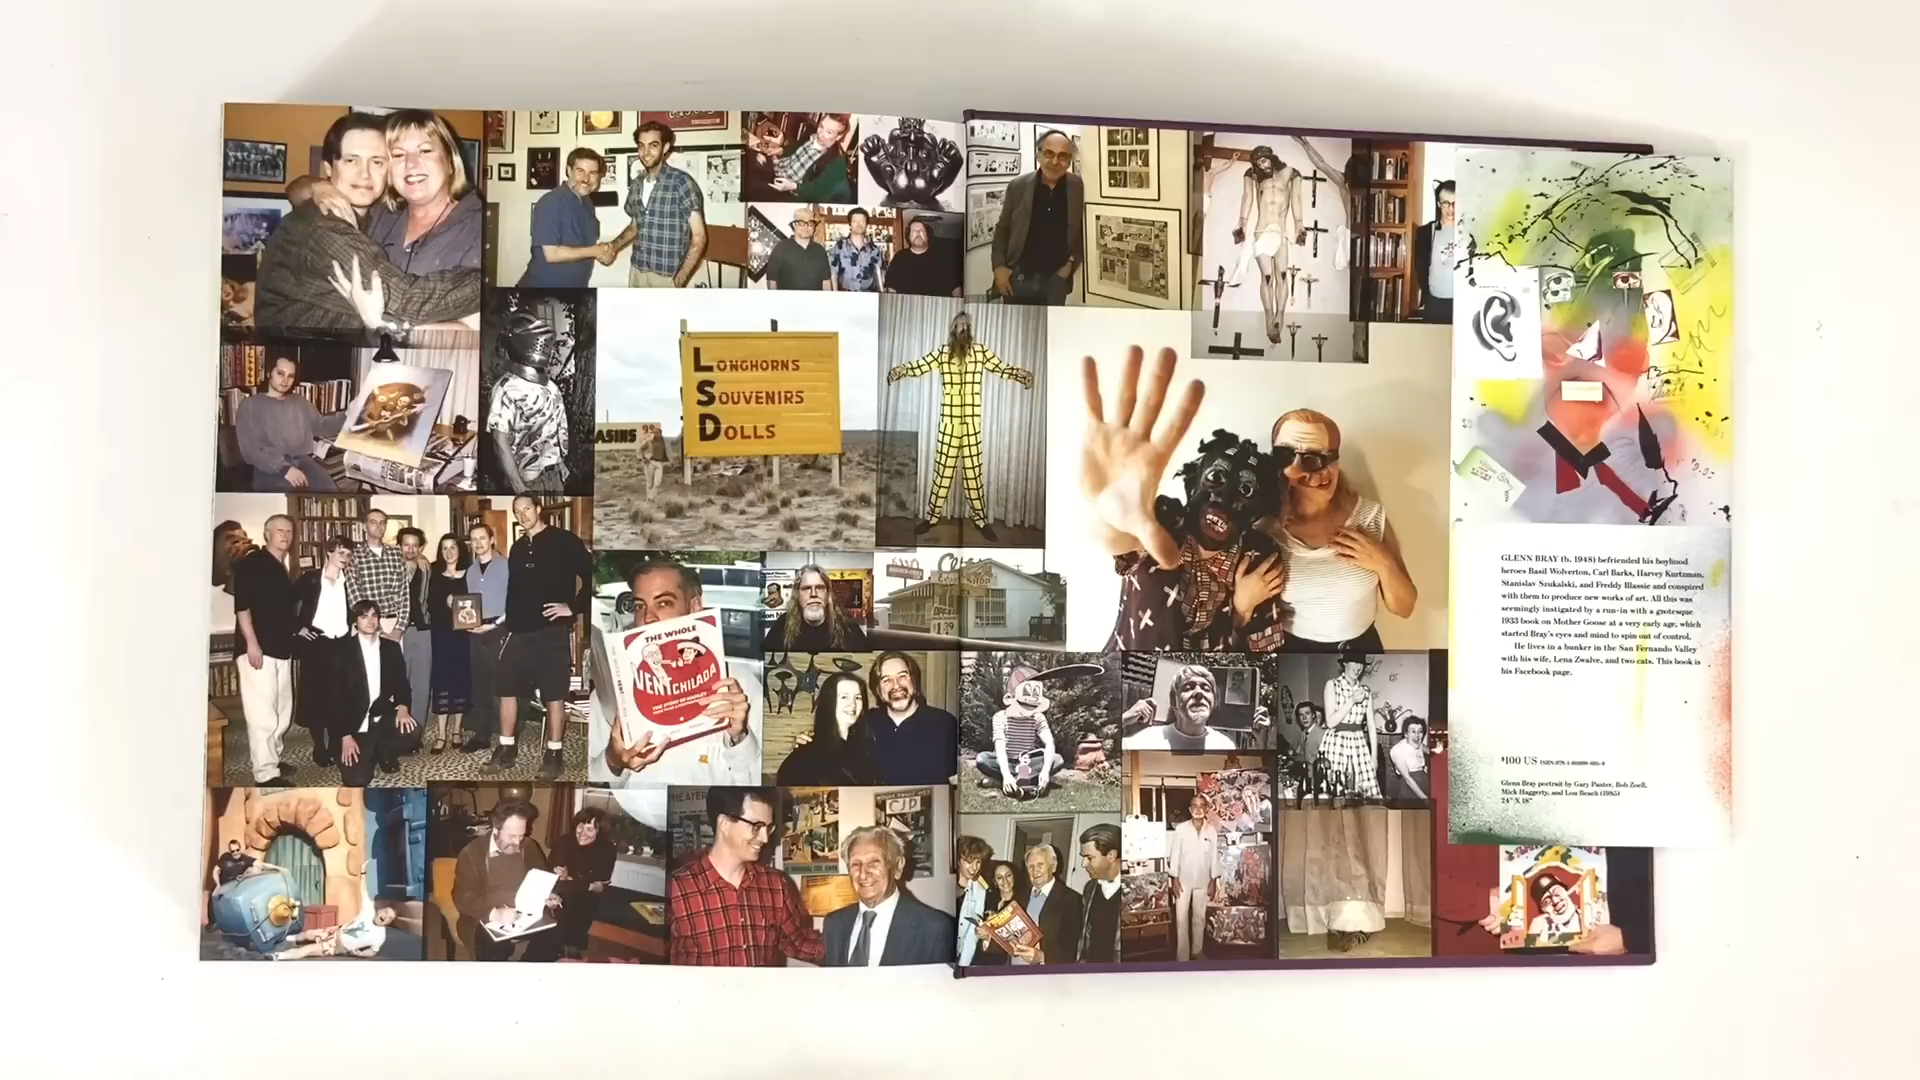 LONGHORNS
SOUVENIRS
DOLLS
THE WHOLE
VENTCHILADA
CJD
GLENN BRAY (b. 1948) befriended his boyhood
heroes Basil Wolverton, Carl Barks, Harvey Kurtzman,
Stanislav Szukalski, and Freddy Blassie and conspired
with them to produce new works of art. All this was
seemingly instigated by a run-in with a grotesque
1933 book on Mother Goose at a very early age, which
started Bray's eyes and mind to spin out of control.
He lives in a bunker in the San Fernando Valley
with his wife, Lena Zwalve, and two cats. This book is
his Facebook page.
$100 US
Glenn Bray portrait by Gary Panter, Bob Zoell,
Mick Haggerty, and Lou Beach (1985)
24" X 18"